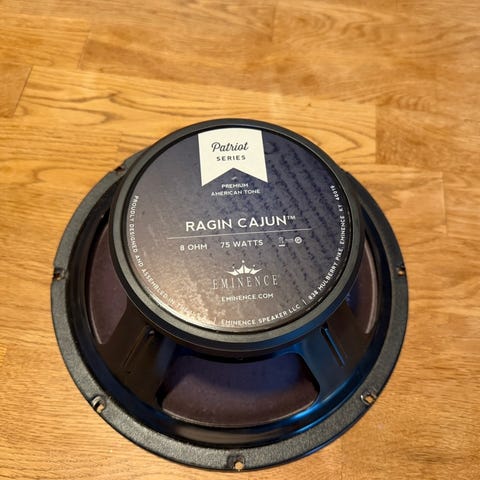 Patriot
SERIES
PREMIUM
AMERICAN TONE
RAGIN CAJUN™
8 OHM 75 WATTS
EMINENCE
EMINENCE.COM
PROUDLY DESIGNED AND ASSEMBLED IN
EMINENCE SPEAKER LLC | 838 MULBERRY PIKE, EMINENCE KY 40019